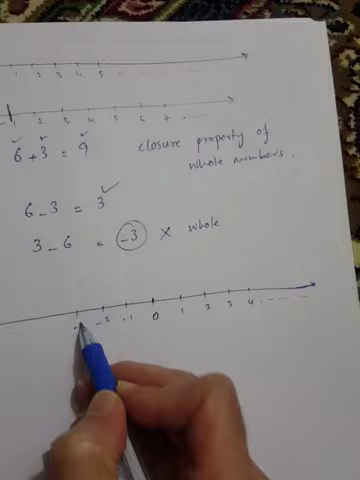 1 2 3 4 5 ......
1 2 3 4 5 6 7 ......
6 + 3 = 9 closure property of
whole numbers.
6 - 3 = 3
3 - 6 = -3 × whole
-2 -1 0 1 2 3 4 ......